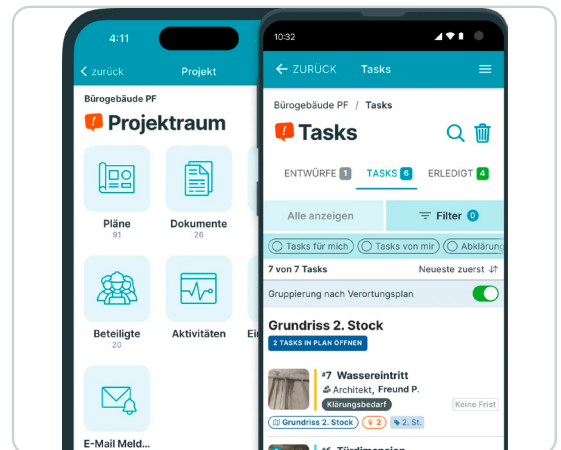 4:11
zurück
Projekt
Bürogebäude PF
Projektraum
Pläne
91
Dokumente
26
Beteiligte
20
Aktivitäten
E-Mail Meld...
10:32
ZURÜCK
Tasks
Bürogebäude PF / Tasks
Tasks
ENTWÜRFE 1
TASKS 6
ERLEDIGT 4
Alle anzeigen
Filter 0
Tasks für mich
Tasks von mir
Abklärung
7 von 7 Tasks
Neueste zuerst
Gruppierung nach Verortungsplan
Grundriss 2. Stock
2 TASKS IN PLAN ÖFFNEN
#7 Wassereintritt
Architekt, Freund P.
Klärungsbedarf
Keine Frist
Grundriss 2. Stock
2
2. St.